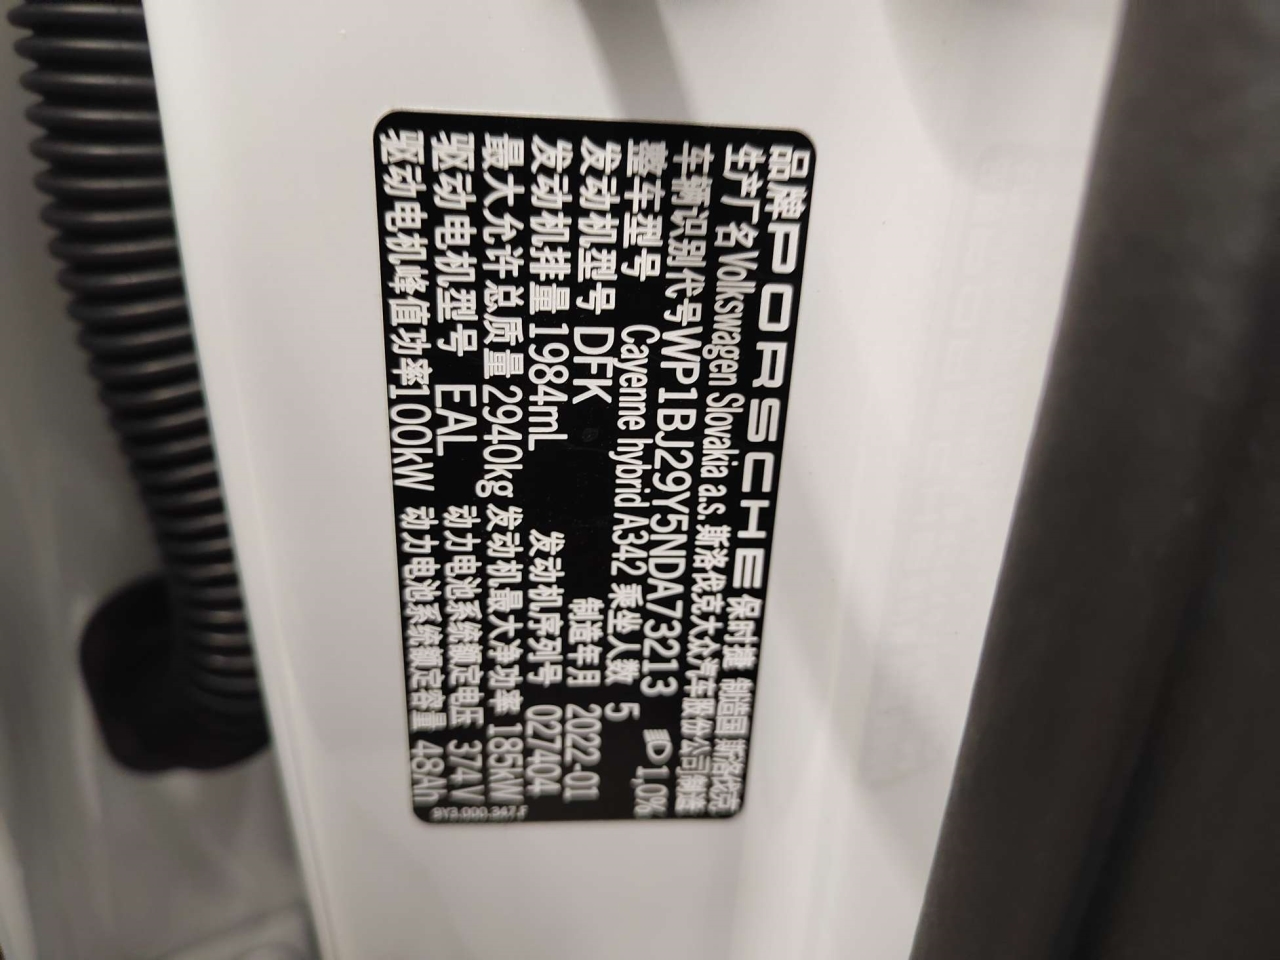 品牌 PORSCHE 保时捷 制造国 斯洛伐克
生产厂名 Volkswagen Slovakia a.s. 斯洛伐克大众汽车股份公司制造
车辆识别代号 WP1BJ29Y5NDA73213 1,0%
整车型号 Cayenne hybrid A342 乘坐人数 5
发动机型号 DFK 制造年月 2022-01
发动机排量 1984mL 发动机序列号 027404
最大允许总质量 2940kg 发动机最大净功率 185kW
驱动电机型号 EAL 动力电池系统额定电压 374V
驱动电机峰值功率 100kW 动力电池系统额定容量 48Ah
9Y3.000.347.F